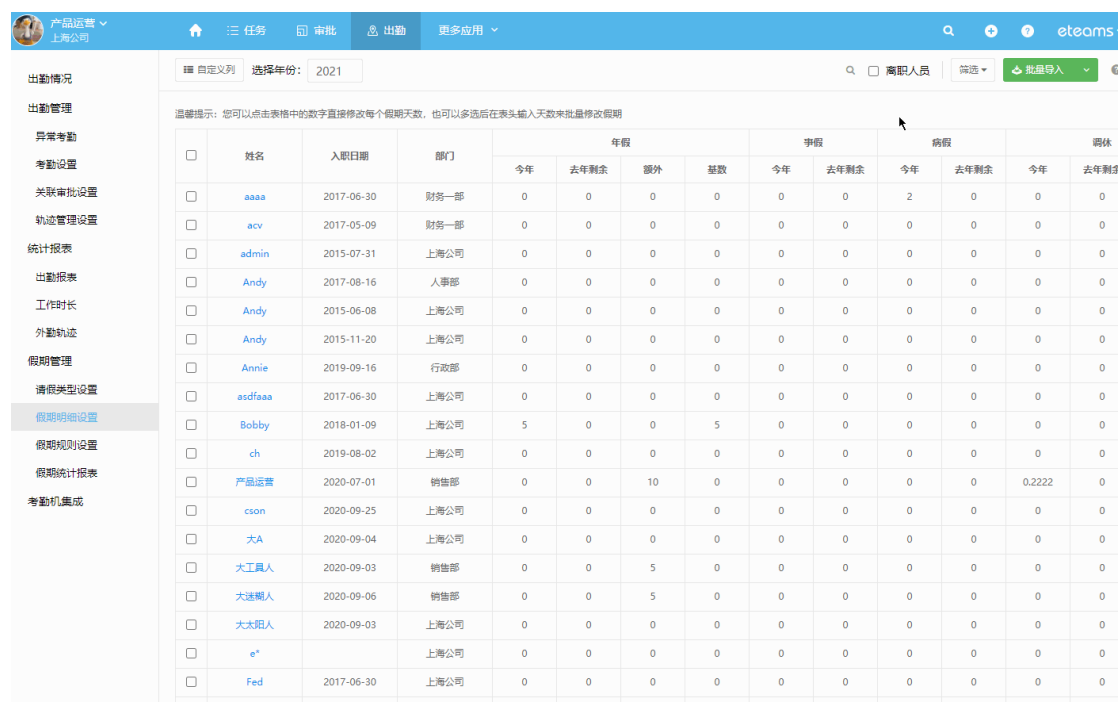 产品运营
上海公司
任务 审批 出勤 更多应用 eteams
出勤情况
出勤管理
异常考勤
考勤设置
关联审批设置
轨迹管理设置
统计报表
出勤报表
工作时长
外勤轨迹
假期管理
请假类型设置
假期明细设置
假期规则设置
假期统计报表
考勤机集成
自定义列 选择年份: 2021 离职人员 筛选 批量导入
温馨提示：您可以点击表格中的数字直接修改每个假期天数，也可以多选后在表头输入天数来批量修改假期
姓名 入职日期 部门 年假 事假 病假 调休
今年 去年剩余 额外 基数 今年 去年剩余 今年 去年剩余 今年 去年剩余
aaaa 2017-06-30 财务一部 0 0 0 0 0 0 2 0 0 0
acv 2017-05-09 财务一部 0 0 0 0 0 0 0 0 0 0
admin 2015-07-31 上海公司 0 0 0 0 0 0 0 0 0 0
Andy 2017-08-16 人事部 0 0 0 0 0 0 0 0 0 0
Andy 2015-06-08 上海公司 0 0 0 0 0 0 0 0 0 0
Andy 2015-11-20 上海公司 0 0 0 0 0 0 0 0 0 0
Annie 2019-09-16 行政部 0 0 0 0 0 0 0 0 0 0
asdfaaa 2017-06-30 上海公司 0 0 0 0 0 0 0 0 0 0
Bobby 2018-01-09 上海公司 5 0 0 5 0 0 0 0 0 0
ch 2019-08-02 上海公司 0 0 0 0 0 0 0 0 0 0
产品运营 2020-07-01 销售部 0 0 10 0 0 0 0 0 0.2222 0
cson 2020-09-25 上海公司 0 0 0 0 0 0 0 0 0 0
大A 2020-09-04 上海公司 0 0 0 0 0 0 0 0 0 0
大工具人 2020-09-03 销售部 0 0 5 0 0 0 0 0 0 0
大迷糊人 2020-09-06 销售部 0 0 5 0 0 0 0 0 0 0
大太阳人 2020-09-03 上海公司 0 0 0 0 0 0 0 0 0 0
上海公司 0 0 0 0 0 0 0 0 0 0
Fed 2017-06-30 上海公司 0 0 0 0 0 0 0 0 0 0